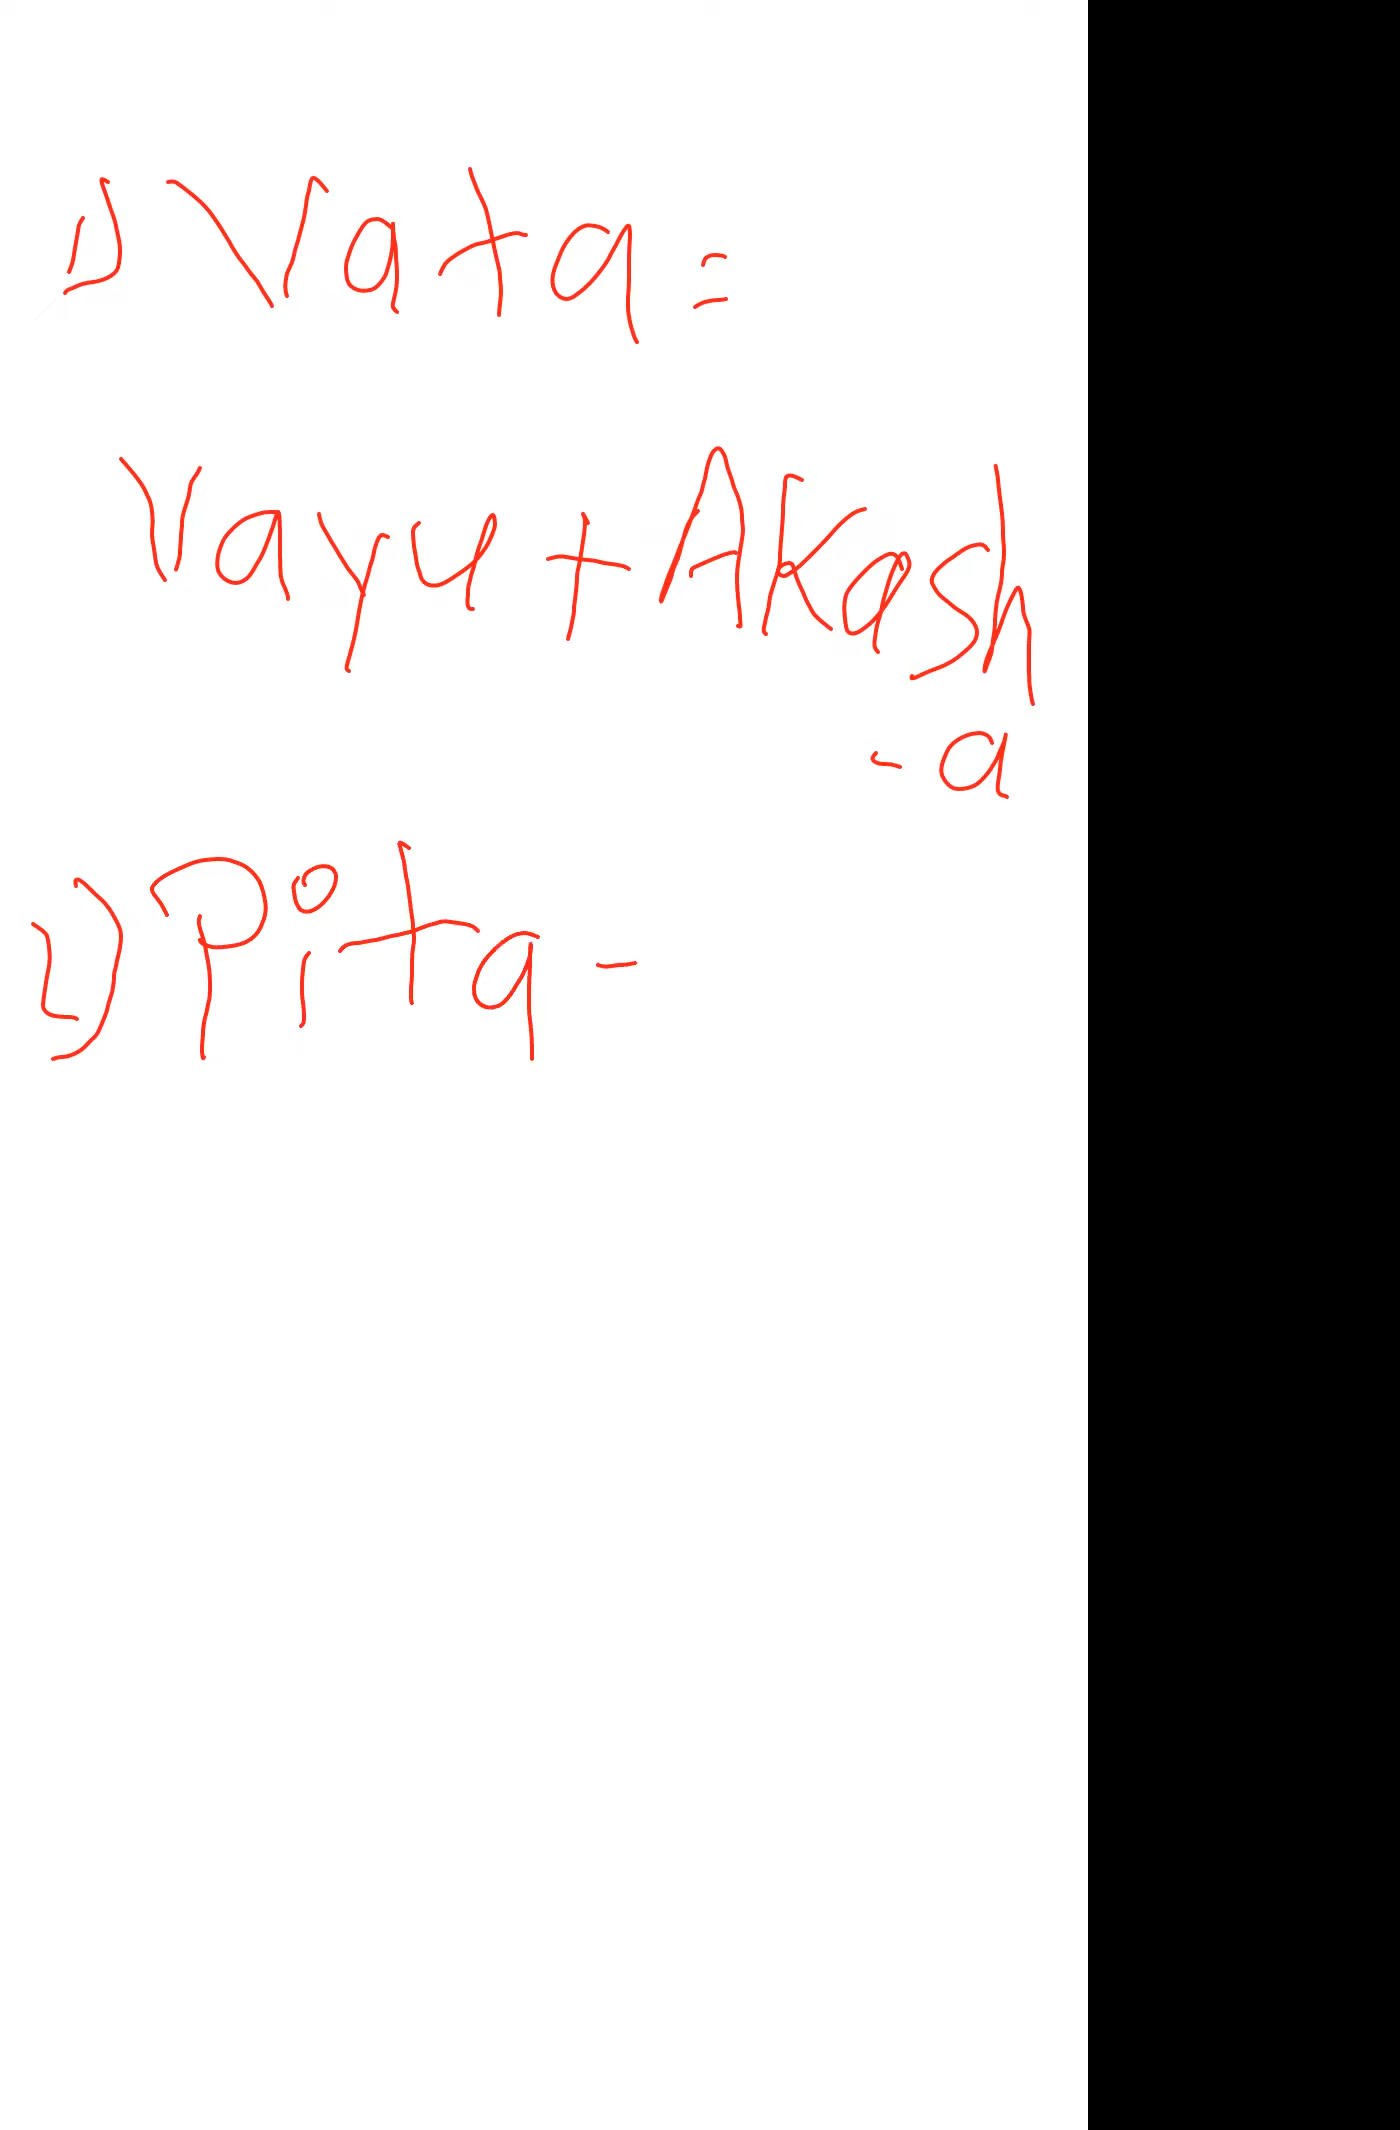 1) Vata =
Vayu + Akash
- a
2) Pita -